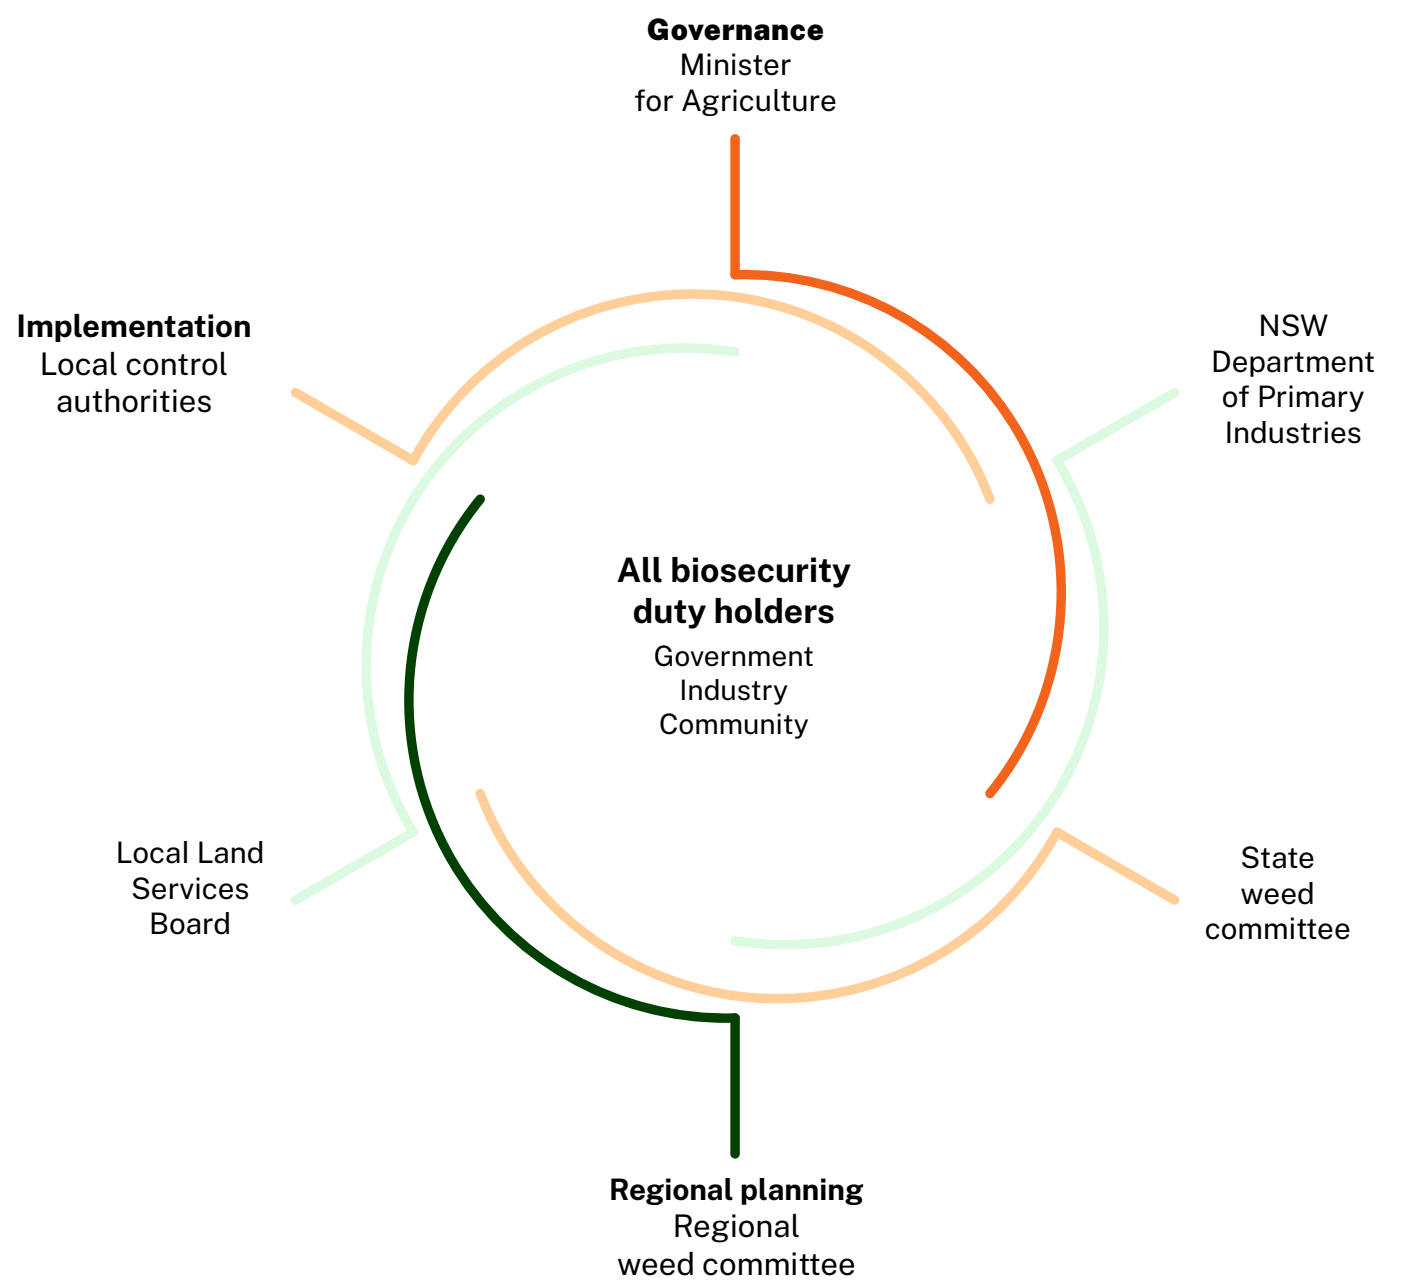 Governance
Minister
for Agriculture
NSW
Department
of Primary
Industries
State
weed
committee
Regional planning
Regional
weed committee
Local Land
Services
Board
Implementation
Local control
authorities
All biosecurity
duty holders
Government
Industry
Community